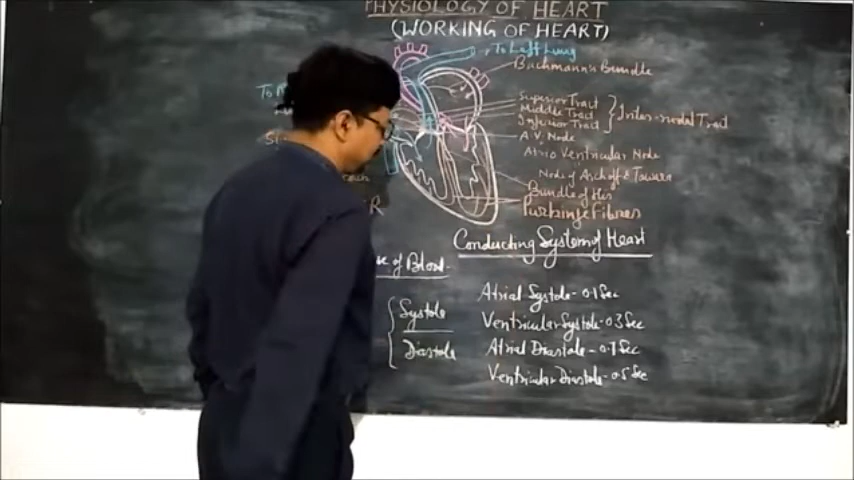 PHYSIOLOGY OF HEART
(WORKING OF HEART)
To Left Lung
Bachmann's Bundle
To
Superior Tract
Middle Tract
Inferior Tract
Inter-nodal Tract
A.V. Node
Atrio Ventricular Node
Node of Aschoff & Tawara
Bundle of His
Purkinje Fibres
R
Conducting System of Heart
of Blood-
Systole
Diastole
Atrial Systole - 0.1 Sec
Ventricular Systole - 0.3 Sec
Atrial Diastole - 0.7 Sec
Ventricular Diastole - 0.5 Sec